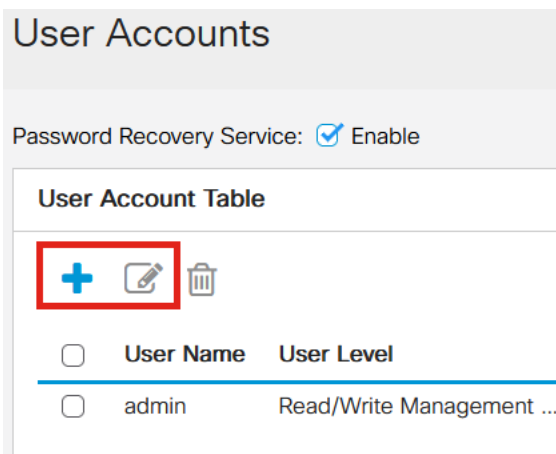 User Accounts
Password Recovery Service: Enable
User Account Table
User Name User Level
admin Read/Write Management ...